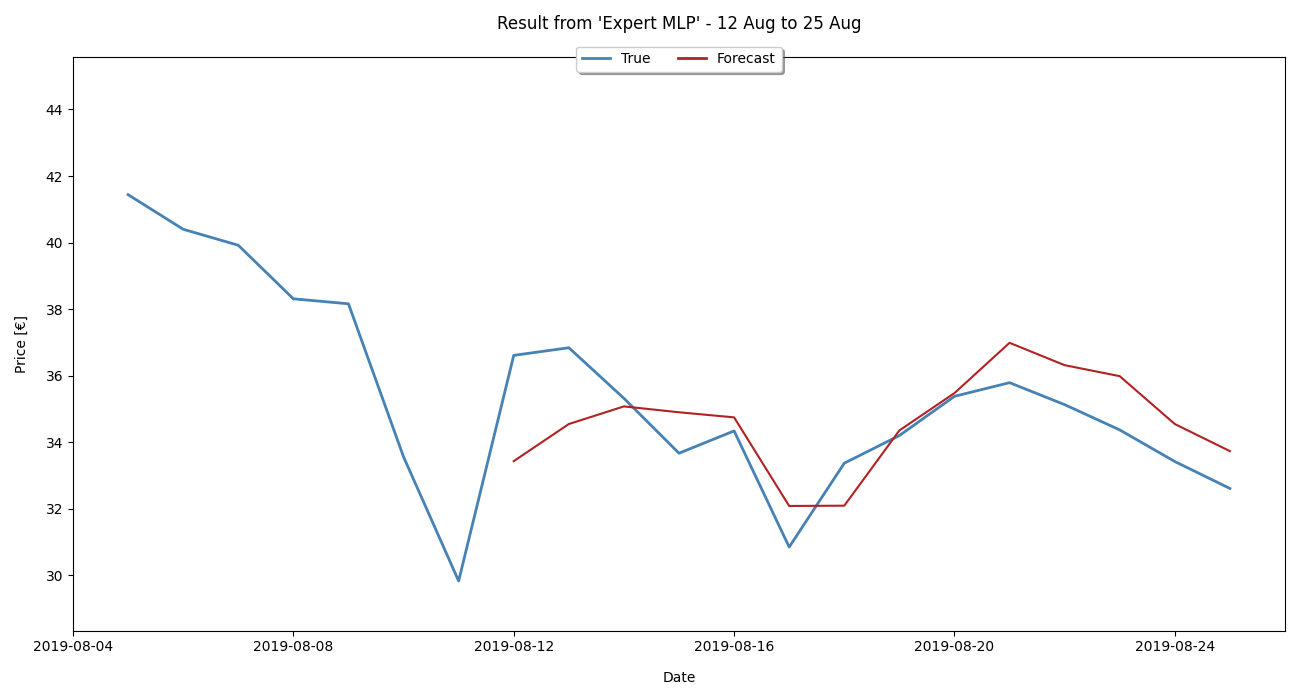 Result from 'Expert MLP' - 12 Aug to 25 Aug
True Forecast
44
42
40
38
36
34
32
30
Price [€]
2019-08-04 2019-08-08 2019-08-12 2019-08-16 2019-08-20 2019-08-24
Date